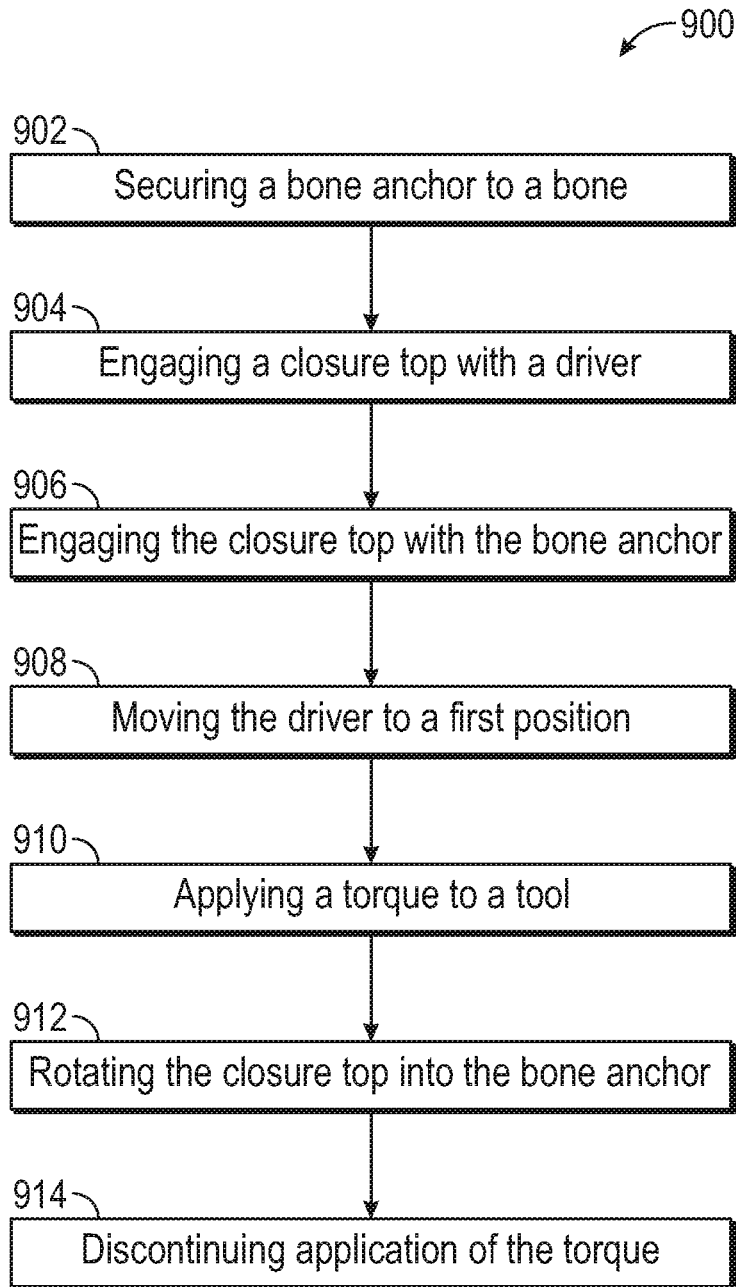 900
902
Securing a bone anchor to a bone
904
Engaging a closure top with a driver
906
Engaging the closure top with the bone anchor
908
Moving the driver to a first position
910
Applying a torque to a tool
912
Rotating the closure top into the bone anchor
914
Discontinuing application of the torque